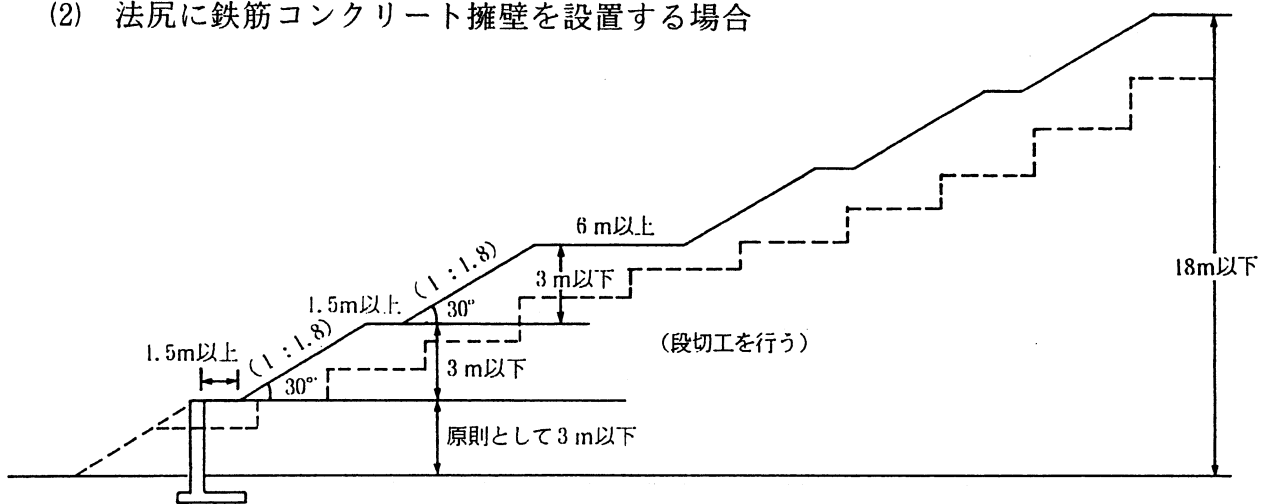 (2) 法尻に鉄筋コンクリート擁壁を設置する場合
6m以上
(1:1.8)
3m以下
18m以下
1.5m以上
30°
(段切工を行う)
(1:1.8)
1.5m以上
3m以下
30°
原則として3m以下